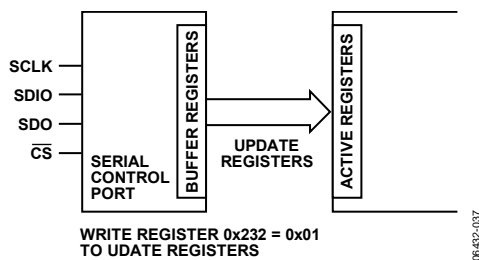 SCLK
SDIO
SDO
CS
SERIAL
CONTROL
PORT
BUFFER REGISTERS
UPDATE
REGISTERS
ACTIVE REGISTERS
WRITE REGISTER 0x232 = 0x01
TO UDATE REGISTERS
06432-037